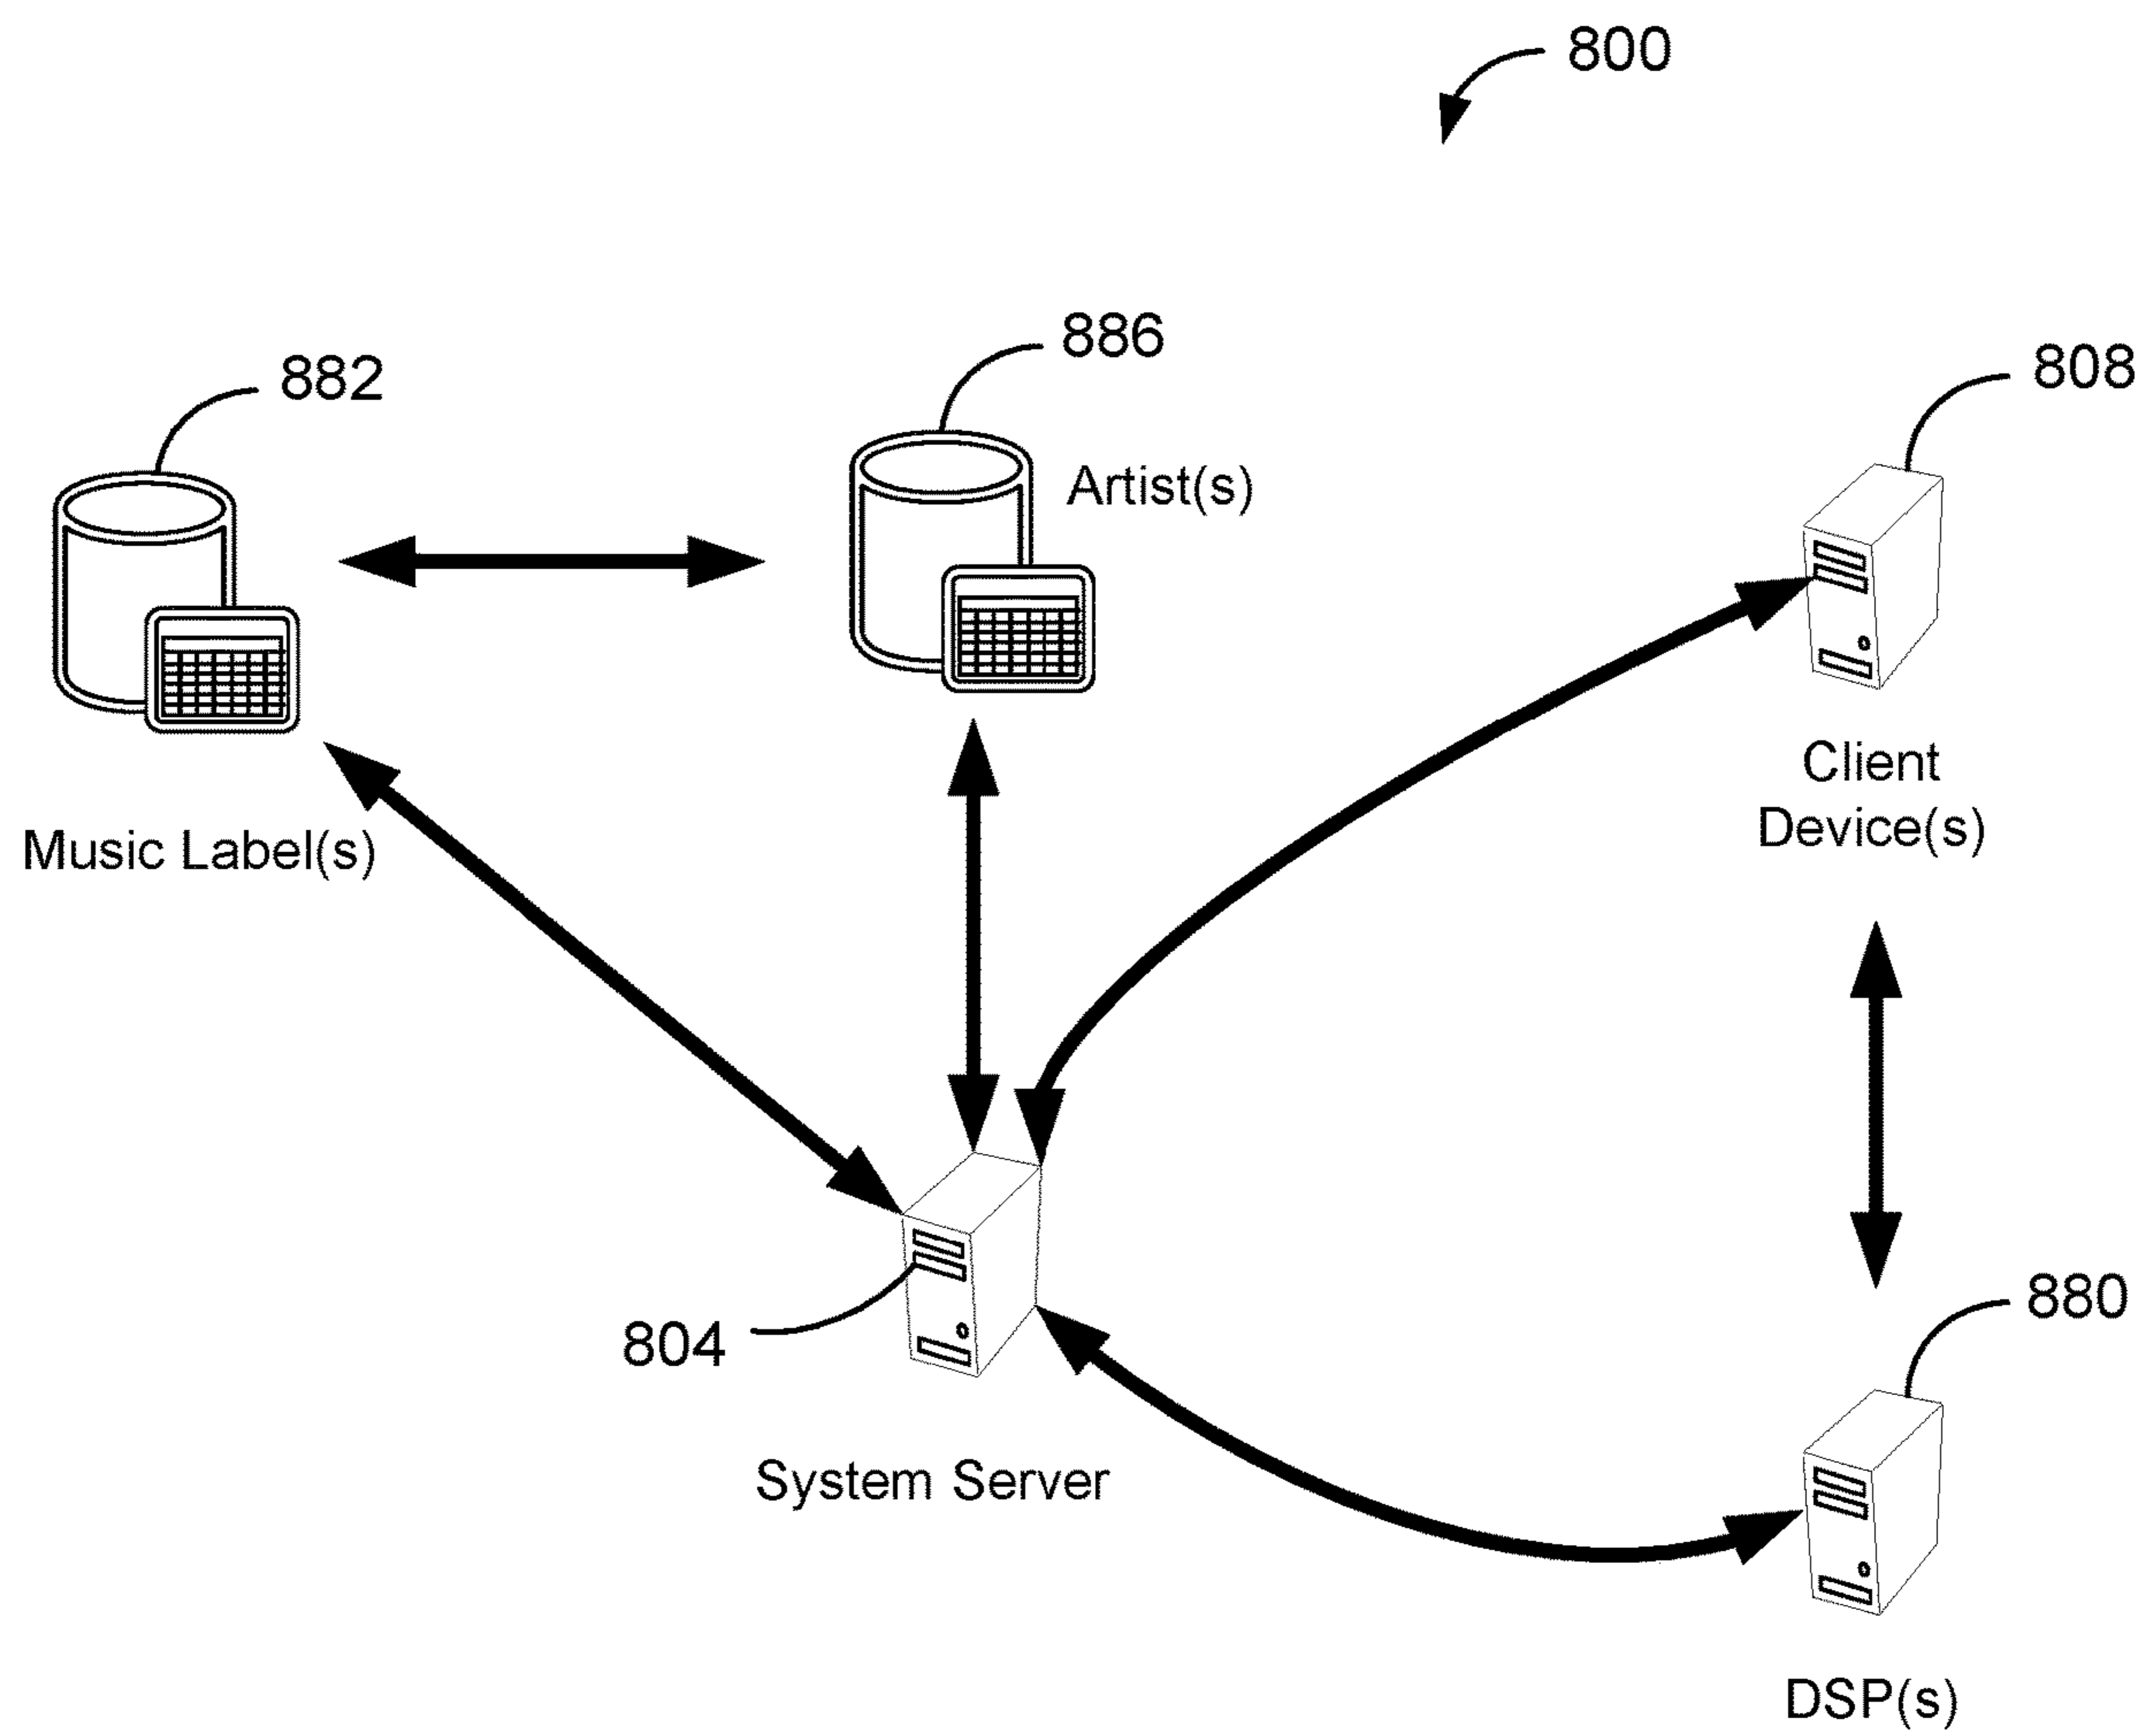 800
886
808
882
Artist(s)
Client
Device(s)
Music Label(s)
880
804
System Server
DSP(s)